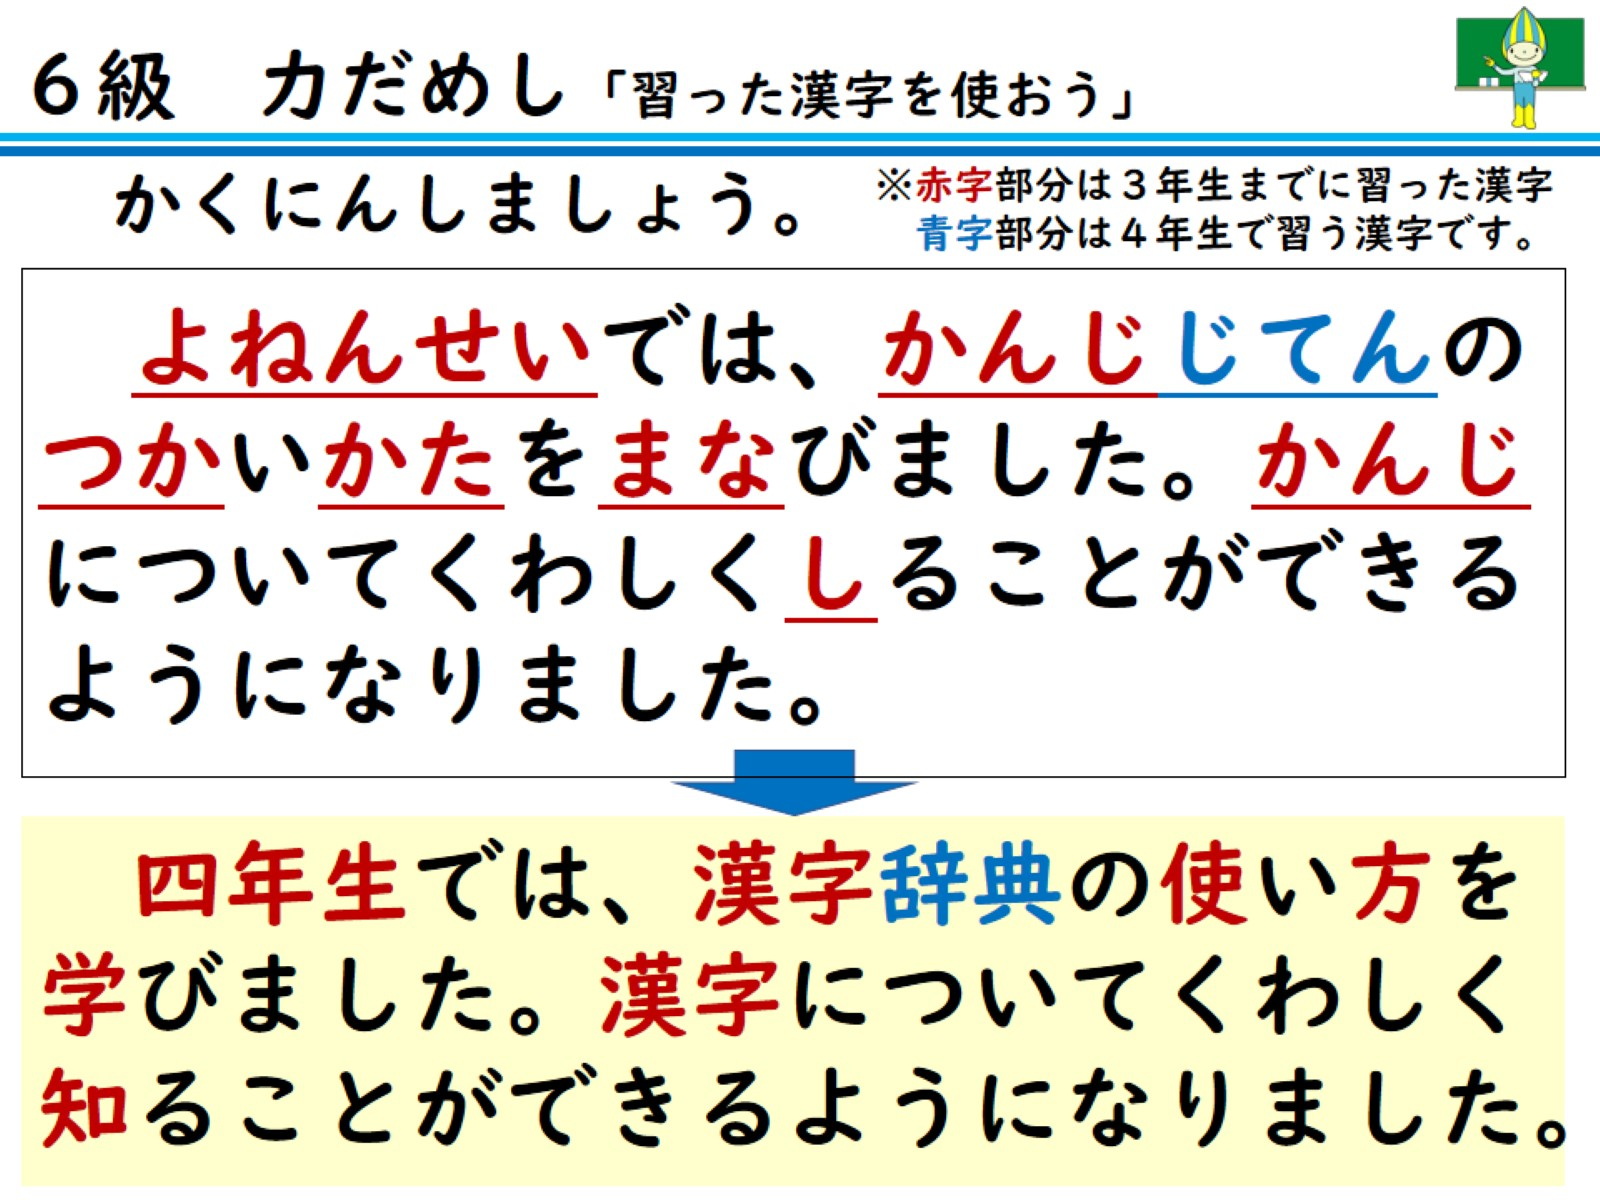 ６級　力だめし「習った漢字を使おう」
かくにんしましょう。
※赤字部分は３年生までに習った漢字
青字部分は４年生で習う漢字です。
よねんせいでは、かんじじてんの
つかいかたをまなびました。かんじ
についてくわしくしることができる
ようになりました。
四年生では、漢字辞典の使い方を
学びました。漢字についてくわしく
知ることができるようになりました。